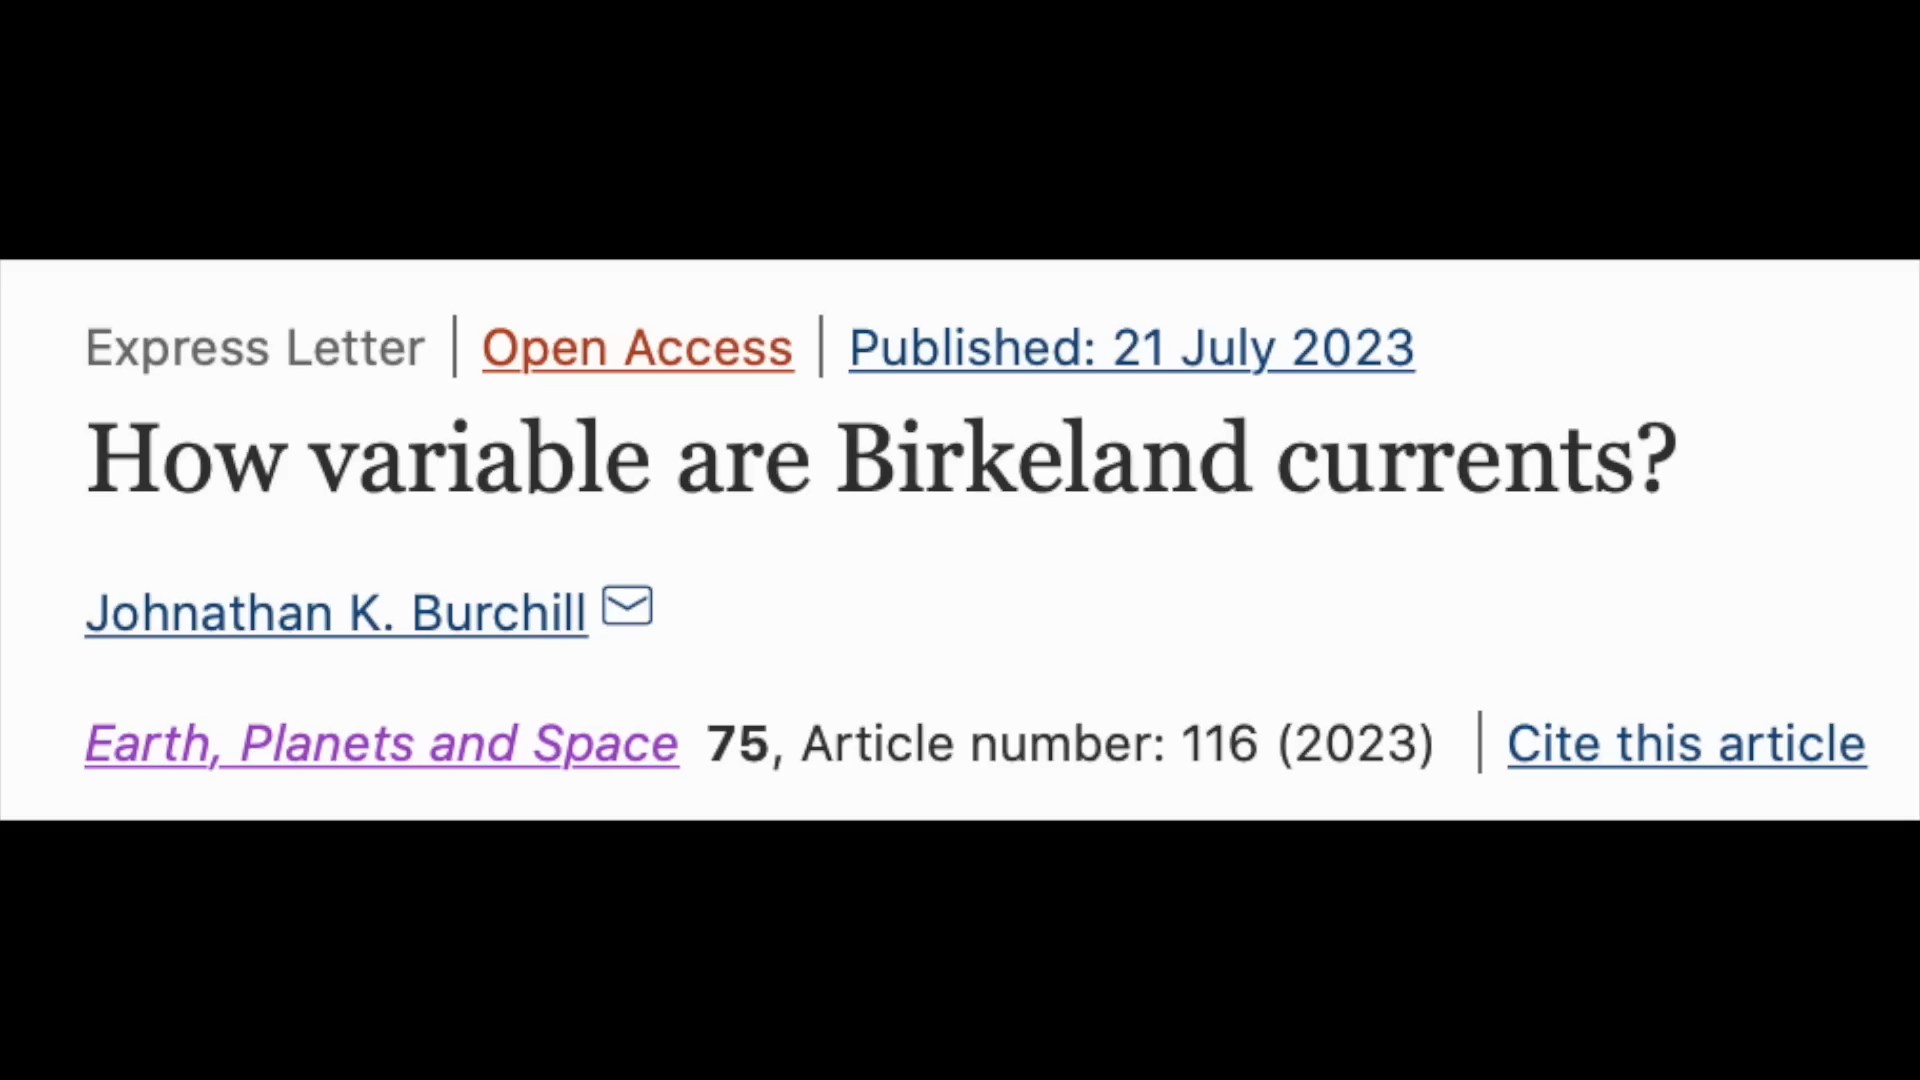 Express Letter | Open Access | Published: 21 July 2023
How variable are Birkeland currents?
Johnathan K. Burchill
Earth, Planets and Space 75, Article number: 116 (2023) | Cite this article